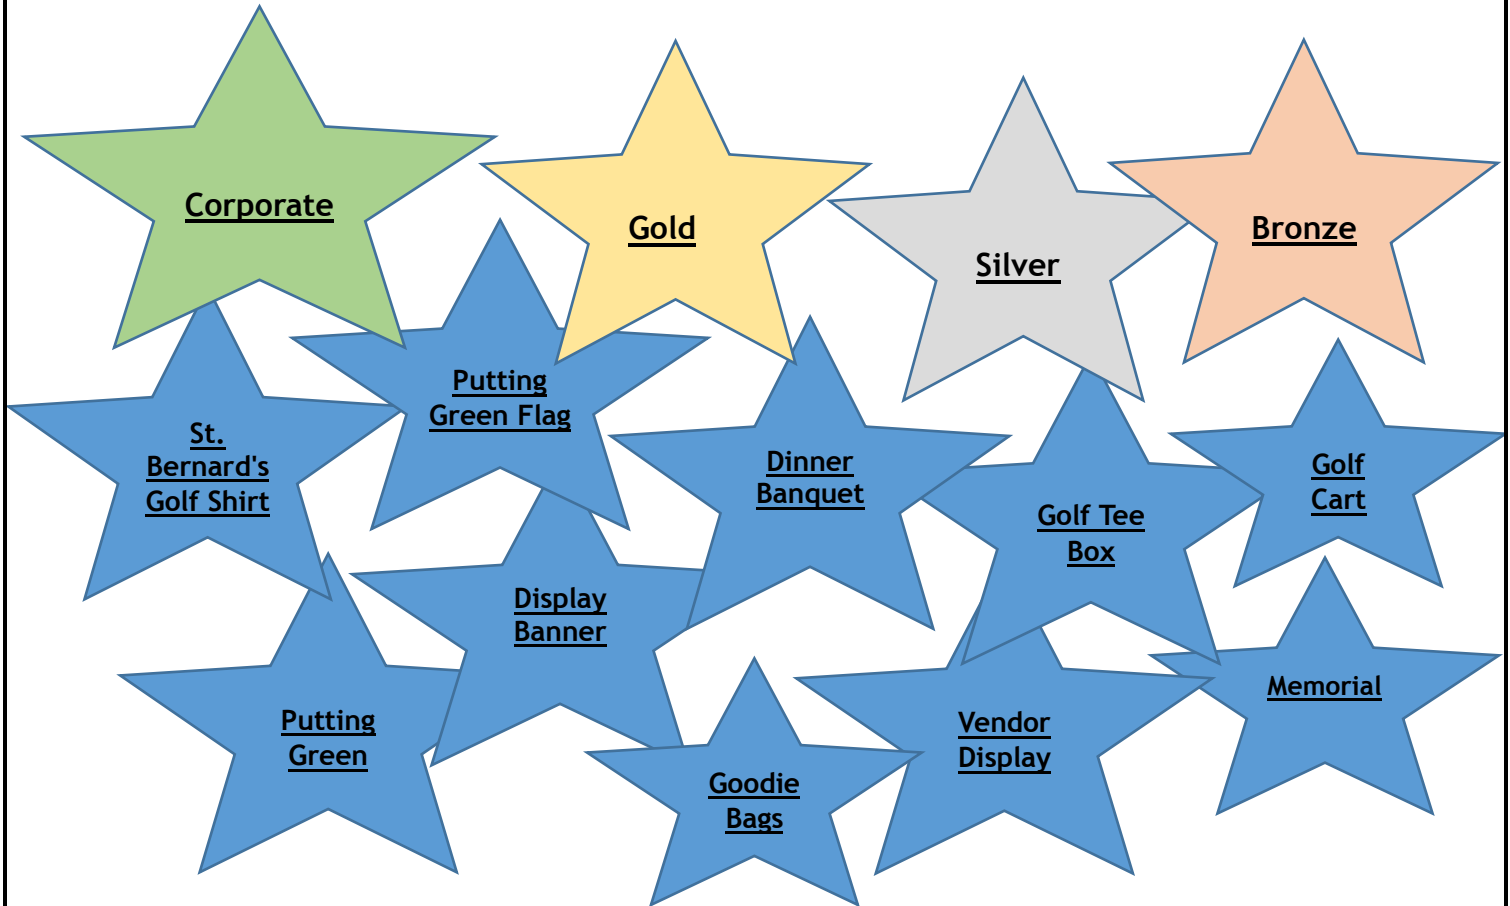 Corporate
Gold
Silver
Bronze
Putting
Green Flag
St.
Bernard's
Golf Shirt
Dinner
Banquet
Golf Tee
Box
Golf
Cart
Display
Banner
Putting
Green
Goodie
Bags
Vendor
Display
Memorial